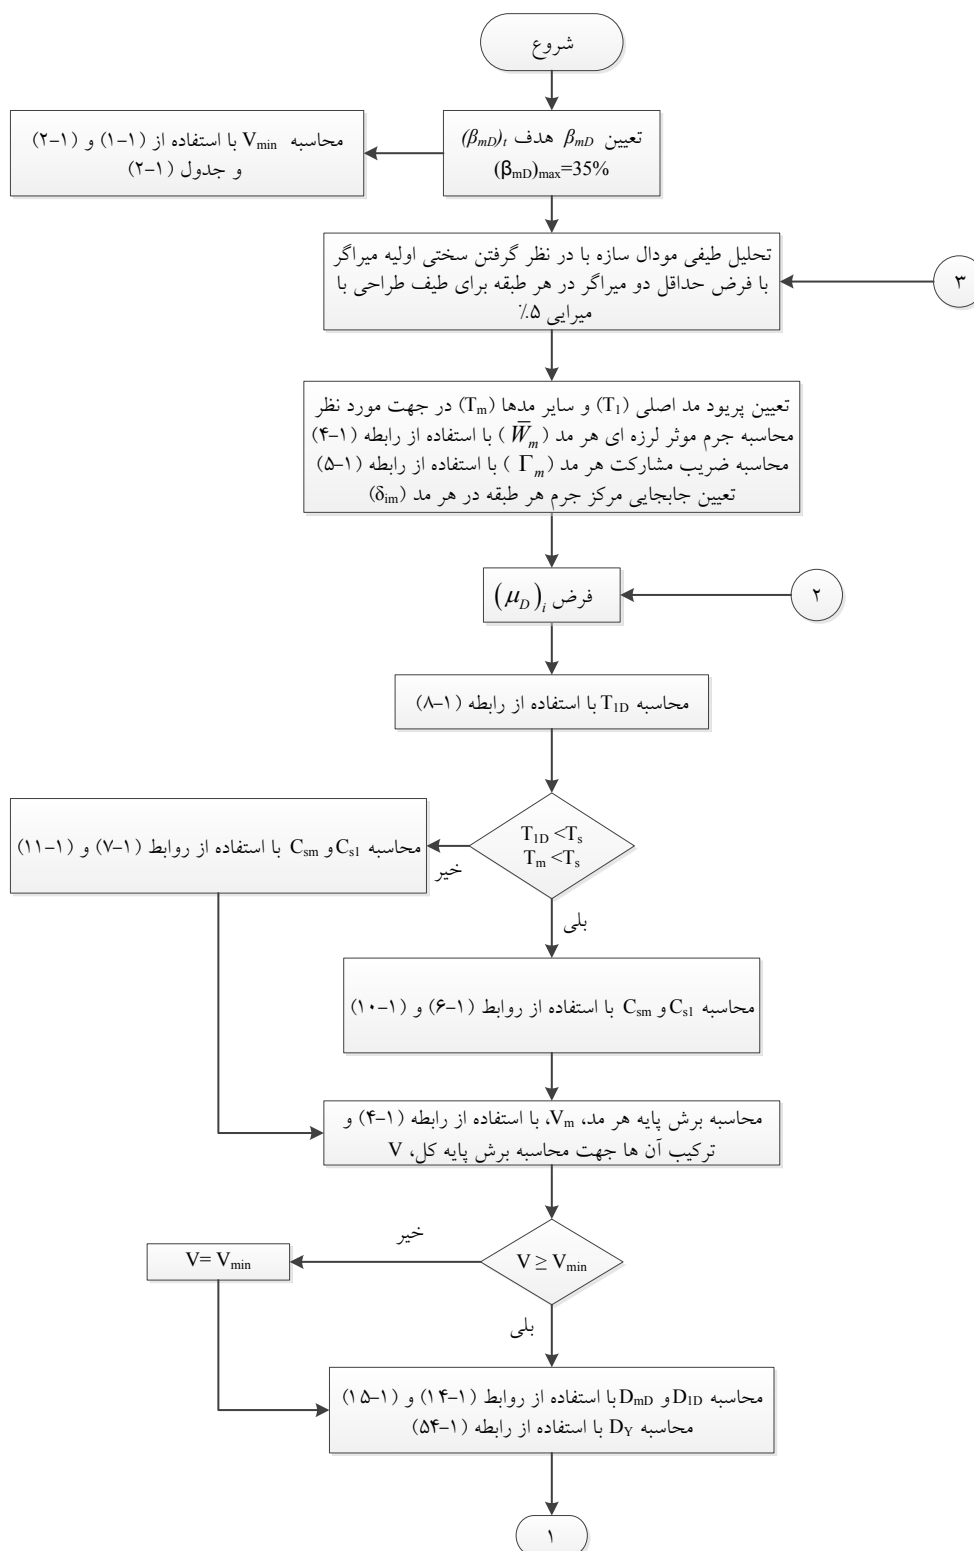 شروع
تعیین β_mD هدف (β_mD)_t
(β_mD)_max=35%
محاسبه V_min با استفاده از (۱-۱) و (۱-۲)
و جدول (۱-۲)
تحلیل طیفی مودال سازه با در نظر گرفتن سختی اولیه میراگر
با فرض حداقل دو میراگر در هر طبقه برای طیف طراحی با
میرایی ۵٪
۳
تعیین پریود مد اصلی (T_1) و سایر مدها (T_m) در جهت مورد نظر
محاسبه جرم موثر لرزه ای هر مد (W̅_m) با استفاده از رابطه (۱-۴)
محاسبه ضریب مشارکت هر مد (Γ_m) با استفاده از رابطه (۱-۵)
تعیین جابجایی مرکز جرم هر طبقه در هر مد (δ_im)
فرض (μ_D)_i
۲
محاسبه T_1D با استفاده از رابطه (۱-۸)
T_1D <T_s
T_m <T_s
خیر
محاسبه C_s1 و C_sm با استفاده از روابط (۱-۷) و (۱-۱۱)
بلی
محاسبه C_s1 و C_sm با استفاده از روابط (۱-۶) و (۱-۱۰)
محاسبه برش پایه هر مد، V_m، با استفاده از رابطه (۱-۴) و
ترکیب آن ها جهت محاسبه برش پایه کل، V
V ≥ V_min
خیر
V= V_min
بلی
محاسبه D_1D و D_mD با استفاده از روابط (۱-۱۴) و (۱-۱۵)
محاسبه D_Y با استفاده از رابطه (۱-۵۴)
۱